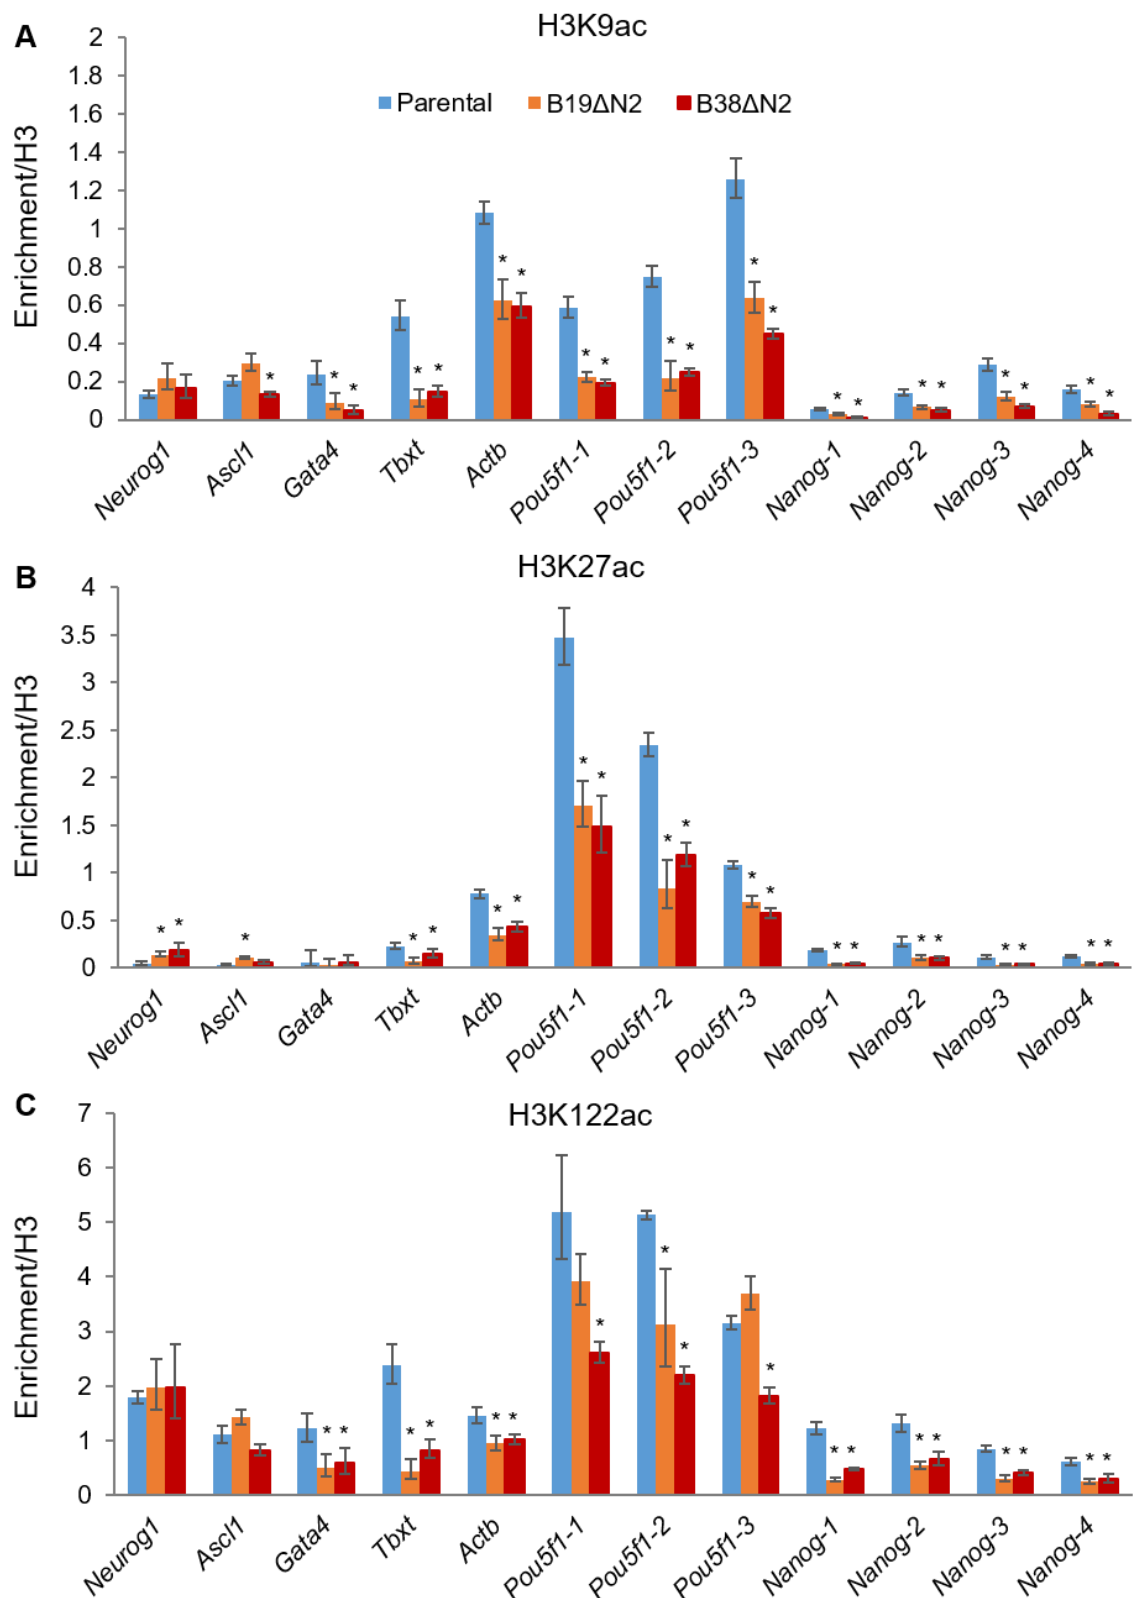 A
H3K9ac
Parental B19ΔN2 B38ΔN2
Enrichment/H3
2
1.8
1.6
1.4
1.2
1
0.8
0.6
0.4
0.2
0
* * * * * * * * * * * * * * * * * * * * *
Neurog1 Ascl1 Gata4 Tbxt Actb Pou5f1-1 Pou5f1-2 Pou5f1-3 Nanog-1 Nanog-2 Nanog-3 Nanog-4
B
H3K27ac
Enrichment/H3
4
3.5
3
2.5
2
1.5
1
0.5
0
* * * * * * * * * * * * * * * * * * * * *
Neurog1 Ascl1 Gata4 Tbxt Actb Pou5f1-1 Pou5f1-2 Pou5f1-3 Nanog-1 Nanog-2 Nanog-3 Nanog-4
C
H3K122ac
Enrichment/H3
7
6
5
4
3
2
1
0
* * * * * * * * * * * * * * * * * *
Neurog1 Ascl1 Gata4 Tbxt Actb Pou5f1-1 Pou5f1-2 Pou5f1-3 Nanog-1 Nanog-2 Nanog-3 Nanog-4